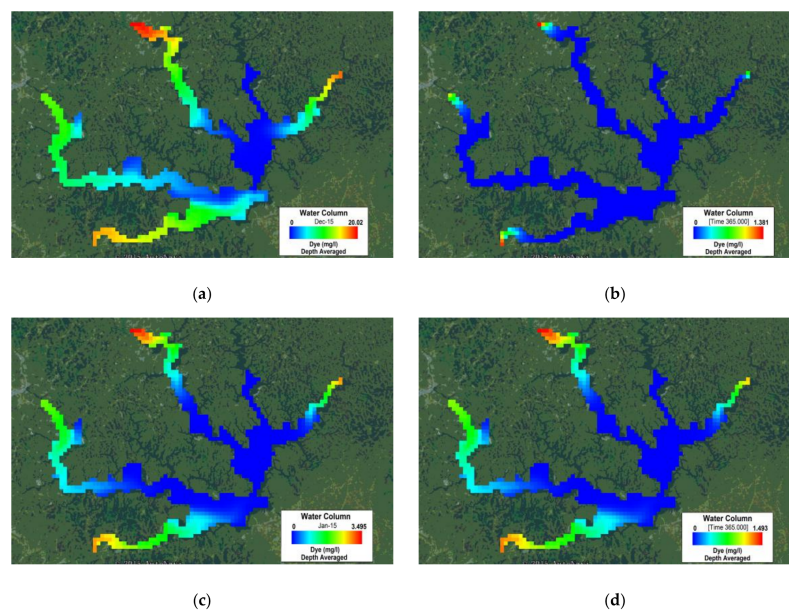 Water Column
0 Dec-15 20.02
Dye (mg/l)
Depth Averaged
Water Column
0 [Time 365.000] 1.381
Dye (mg/l)
Depth Averaged
(a)
(b)
Water Column
0 Jan-15 3.495
Dye (mg/l)
Depth Averaged
Water Column
0 [Time 365.000] 1.493
Dye (mg/l)
Depth Averaged
(c)
(d)